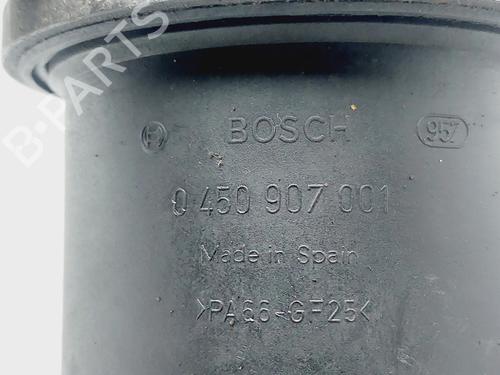 B-PARTS
BOSCH 957
0 450 907 001
Made in Spain
>PA66-GF25<